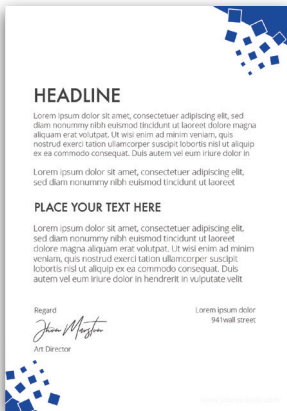 HEADLINE
Lorem ipsum dolor sit amet, consectetuer adipiscing elit, sed
diam nonummy nibh euismod tincidunt ut laoreet dolore magna
aliquam erat volutpat. Ut wisi enim ad minim veniam, quis
nostrud exerci tation ullamcorper suscipit lobortis nisl ut aliquip
ex ea commodo consequat. Duis autem vel eum iriure dolor in
Lorem ipsum dolor sit amet, consectetuer adipiscing elit,
sed diam nonummy nibh euismod tincidunt ut laoreet
PLACE YOUR TEXT HERE
Lorem ipsum dolor sit amet, consectetuer adipiscing elit,
sed diam nonummy nibh euismod tincidunt ut laoreet
dolore magna aliquam erat volutpat. Ut wisi enim ad minim
veniam, quis nostrud exerci tation ullamcorper suscipit
lobortis nisl ut aliquip ex ea commodo consequat. Duis
autem vel eum iriure dolor in hendrerit in vulputate velit
Regard
Lorem ipsum dolor
941wall street
Art Director